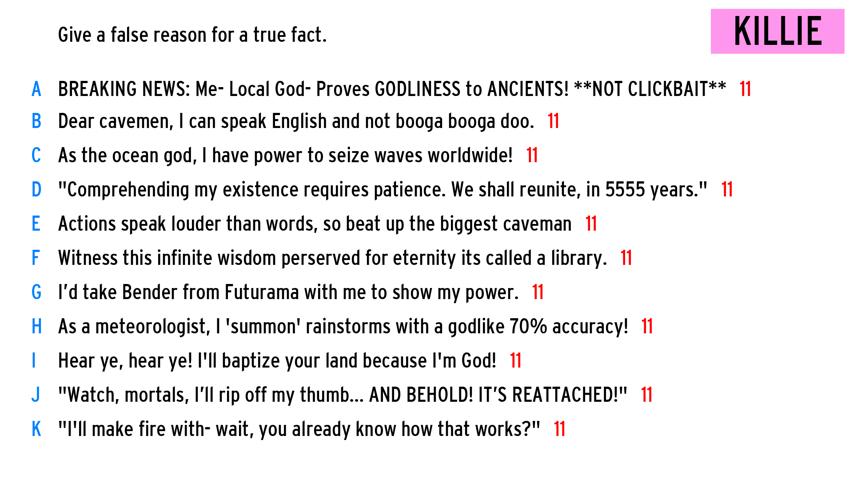 KILLIE
Give a false reason for a true fact.
A BREAKING NEWS: Me- Local God- Proves GODLINESS to ANCIENTS! **NOT CLICKBAIT** 11
B Dear cavemen, I can speak English and not booga booga doo. 11
C As the ocean god, I have power to seize waves worldwide! 11
D "Comprehending my existence requires patience. We shall reunite, in 5555 years." 11
E Actions speak louder than words, so beat up the biggest caveman 11
F Witness this infinite wisdom perserved for eternity its called a library. 11
G I'd take Bender from Futurama with me to show my power. 11
H As a meteorologist, I 'summon' rainstorms with a godlike 70% accuracy! 11
I Hear ye, hear ye! I'll baptize your land because I'm God! 11
J "Watch, mortals, I'll rip off my thumb... AND BEHOLD! IT'S REATTACHED!" 11
K "I'll make fire with- wait, you already know how that works?" 11